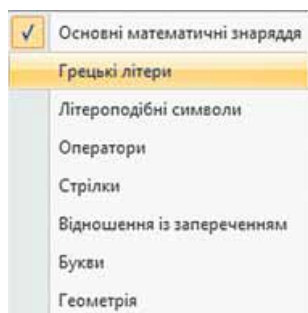 Основні математичні знаряддя
Грецькі літери
Літероподібні символи
Оператори
Стрілки
Відношення із запереченням
Букви
Геометрія